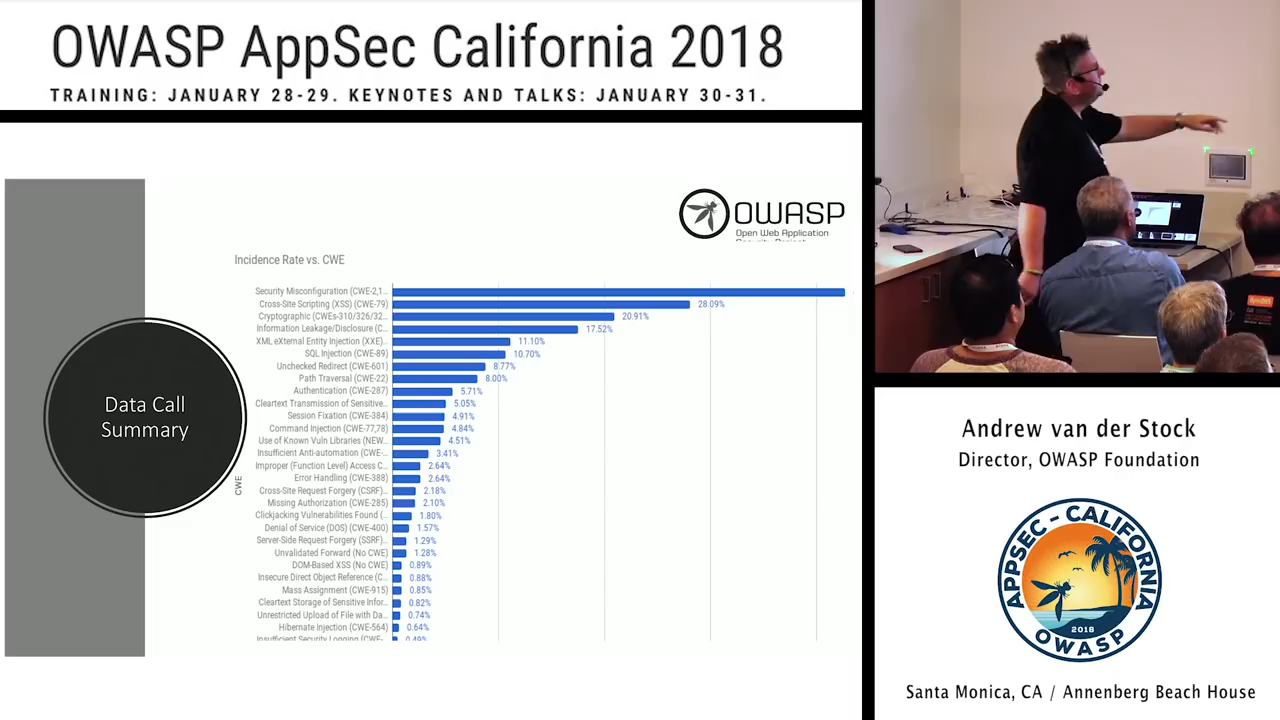 OWASP AppSec California 2018
TRAINING: JANUARY 28-29. KEYNOTES AND TALKS: JANUARY 30-31.
OWASP
Open Web Application
Security Project
Data Call
Summary
Incidence Rate vs. CWE
CWE
Security Misconfiguration (CWE-2,1...
Cross-Site Scripting (XSS) (CWE-79) 28.09%
Cryptographic (CWEs-310/326/32... 20.91%
Information Leakage/Disclosure (C... 17.52%
XML eXternal Entity Injection (XXE)... 11.10%
SQL Injection (CWE-89) 10.70%
Unchecked Redirect (CWE-601) 8.77%
Path Traversal (CWE-22) 8.00%
Authentication (CWE-287) 5.71%
Cleartext Transmission of Sensitive... 5.05%
Session Fixation (CWE-384) 4.91%
Command Injection (CWE-77,78) 4.84%
Use of Known Vuln Libraries (NEW... 4.51%
Insufficient Anti-automation (CWE-... 3.41%
Improper (Function Level) Access C... 2.64%
Error Handling (CWE-388) 2.64%
Cross-Site Request Forgery (CSRF)... 2.18%
Missing Authorization (CWE-285) 2.10%
Clickjacking Vulnerabilities Found (... 1.80%
Denial of Service (DOS) (CWE-400) 1.57%
Server-Side Request Forgery (SSRF)... 1.29%
Unvalidated Forward (No CWE) 1.28%
DOM-Based XSS (No CWE) 0.89%
Insecure Direct Object Reference (C... 0.88%
Mass Assignment (CWE-915) 0.85%
Cleartext Storage of Sensitive Infor... 0.82%
Unrestricted Upload of File with Da... 0.74%
Hibernate Injection (CWE-564) 0.64%
Insufficient Security Logging (CWE-... 0.49%
Andrew van der Stock
Director, OWASP Foundation
APPSEC - CALIFORNIA
2018
OWASP
Santa Monica, CA / Annenberg Beach House